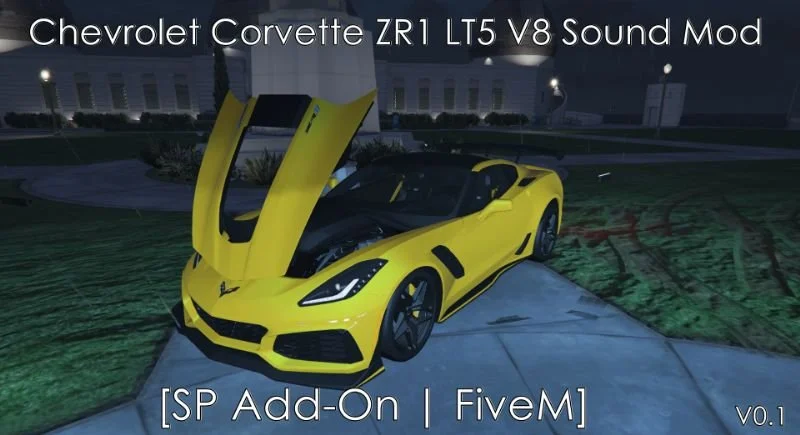 Chevrolet Corvette ZR1 LT5 V8 Sound Mod
[SP Add-On | FiveM]
V0.1